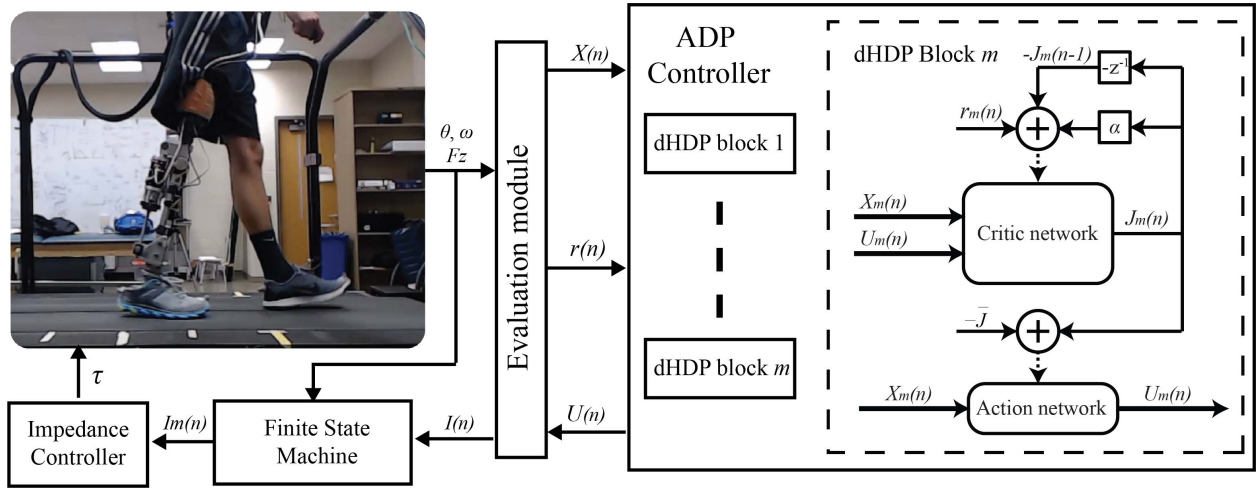 θ, ω
Fz
Evaluation module
X(n)
r(n)
U(n)
I(n)
ADP
Controller
dHDP block 1
dHDP block m
dHDP Block m
-Jm(n-1)
-z⁻¹
rm(n)
+
α
Xm(n)
Um(n)
Critic network
Jm(n)
−J̄
+
Xm(n)
Action network
Um(n)
τ
Impedance
Controller
Im(n)
Finite State
Machine